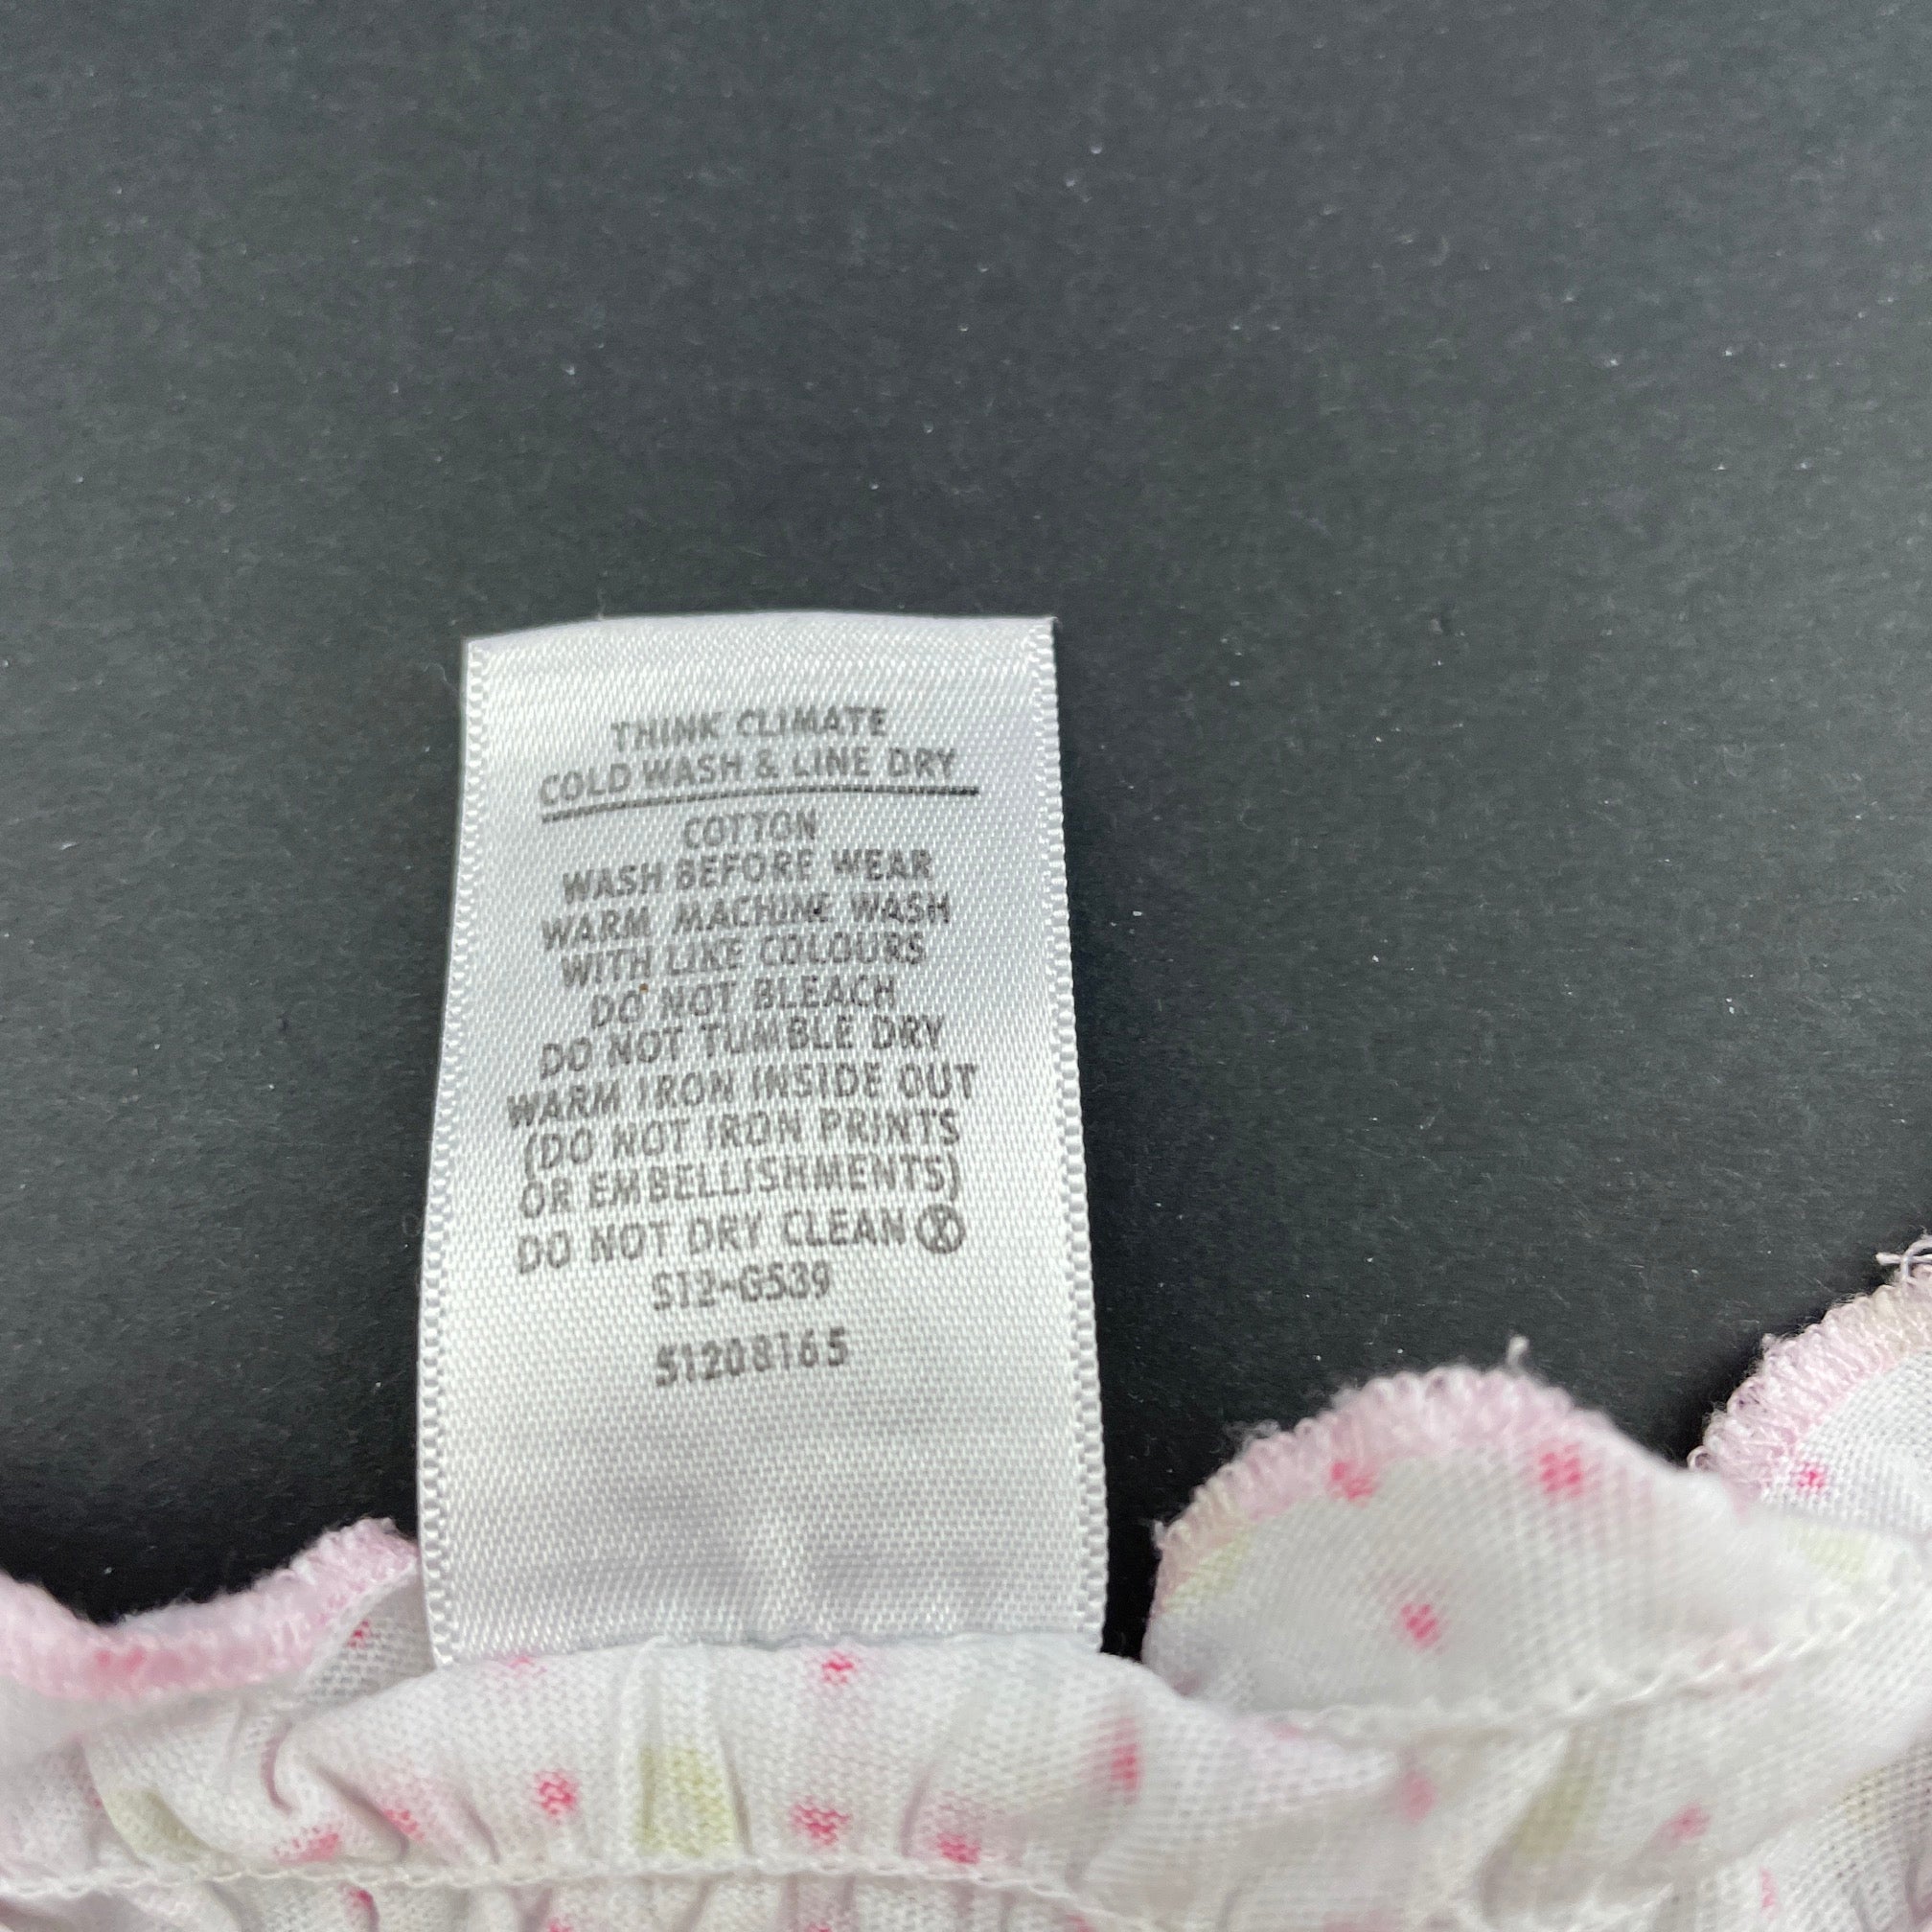 THINK CLIMATE
COLD WASH & LINE DRY
COTTON
WASH BEFORE WEAR
WARM MACHINE WASH
WITH LIKE COLOURS
DO NOT BLEACH
DO NOT TUMBLE DRY
WARM IRON INSIDE OUT
(DO NOT IRON PRINTS
OR EMBELLISHMENTS)
DO NOT DRY CLEAN
S12-GS39
S1208165